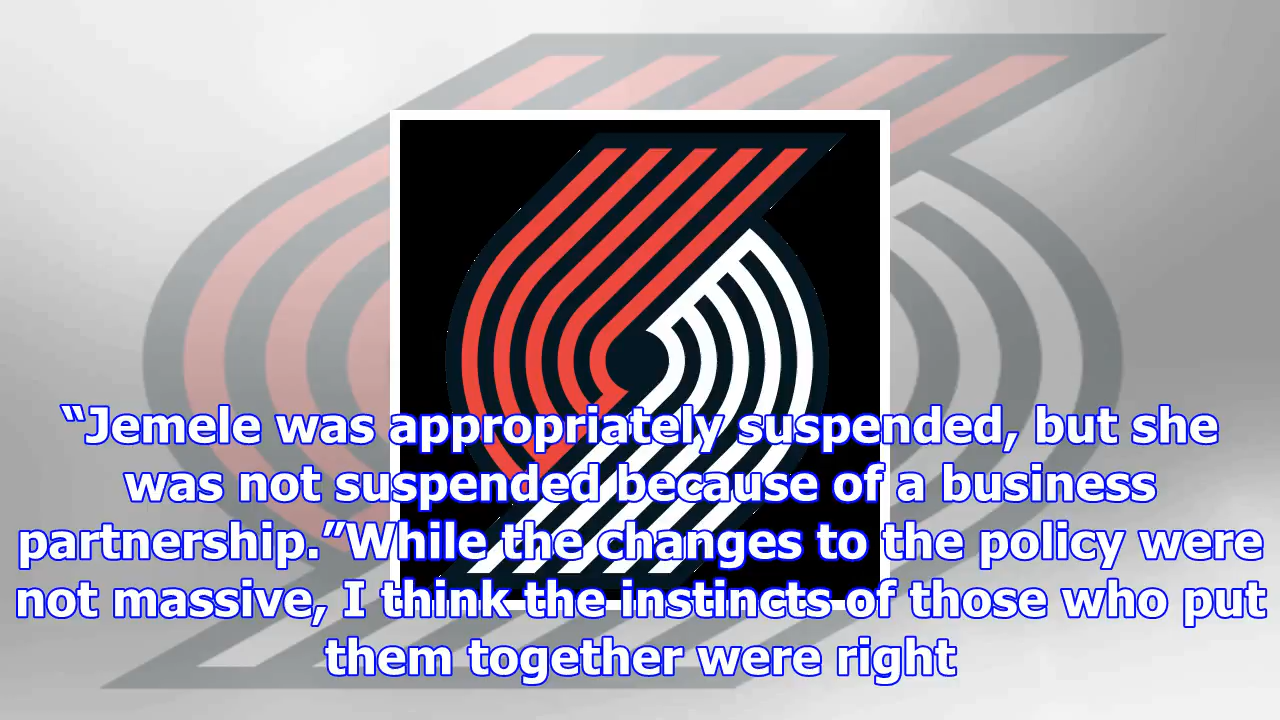 “Jemele was appropriately suspended, but she
was not suspended because of a business
partnership.”While the changes to the policy were
not massive, I think the instincts of those who put
them together were right